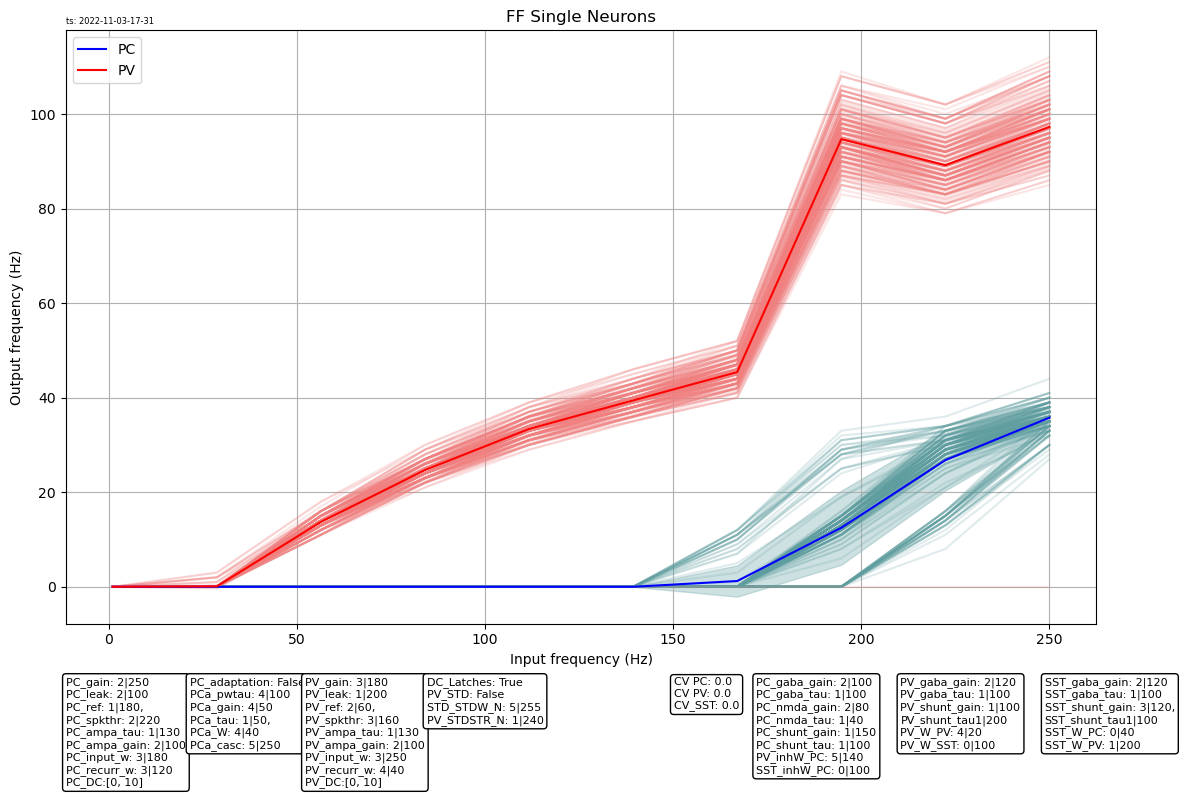 ts: 2022-11-03-17-31
FF Single Neurons
PC
PV
Output frequency (Hz)
100
80
60
40
20
0
0 50 100 150 200 250
Input frequency (Hz)
PC_gain: 2|250
PC_leak: 2|100
PC_ref: 1|180,
PC_spkthr: 2|220
PC_ampa_tau: 1|130
PC_ampa_gain: 2|100
PC_input_w: 3|180
PC_recurr_w: 3|120
PC_DC:[0, 10]
PC_adaptation: False
PCa_pwtau: 4|100
PCa_gain: 4|50
PCa_tau: 1|50,
PCa_W: 4|40
PCa_casc: 5|250
PV_gain: 3|180
PV_leak: 1|200
PV_ref: 2|60,
PV_spkthr: 3|160
PV_ampa_tau: 1|130
PV_ampa_gain: 2|100
PV_input_w: 3|250
PV_recurr_w: 4|40
PV_DC:[0, 10]
DC_Latches: True
PV_STD: False
STD_STDW_N: 5|255
PV_STDSTR_N: 1|240
CV PC: 0.0
CV PV: 0.0
CV_SST: 0.0
PC_gaba_gain: 2|100
PC_gaba_tau: 1|100
PC_nmda_gain: 2|80
PC_nmda_tau: 1|40
PC_shunt_gain: 1|150
PC_shunt_tau: 1|100
PV_inhW_PC: 5|140
SST_inhW_PC: 0|100
PV_gaba_gain: 2|120
PV_gaba_tau: 1|100
PV_shunt_gain: 1|100
PV_shunt_tau1|200
PV_W_PV: 4|20
PV_W_SST: 0|100
SST_gaba_gain: 2|120
SST_gaba_tau: 1|100
SST_shunt_gain: 3|120,
SST_shunt_tau1|100
SST_W_PC: 0|40
SST_W_PV: 1|200